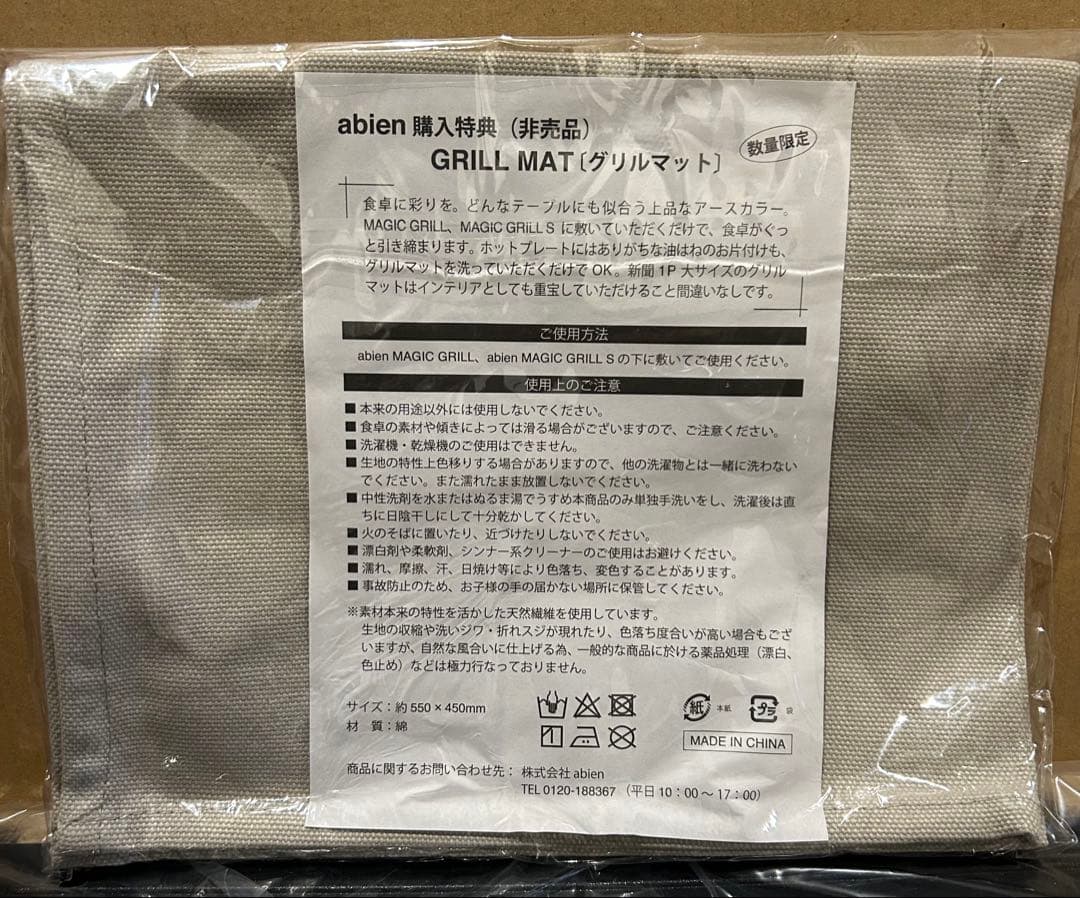 abien 購入特典（非売品）
GRILL MAT〔グリルマット〕
数量限定
食卓に彩りを。どんなテーブルにも似合う上品なアースカラー。
MAGIC GRILL、MAGIC GRILL S に敷いていただくだけで、食卓がぐっ
と引き締まります。ホットプレートにはありがちな油はねのお片付けも、
グリルマットを洗っていただくだけで OK。新聞 1P 大サイズのグリル
マットはインテリアとしても重宝していただけること間違いなしです。
ご使用方法
abien MAGIC GRILL、abien MAGIC GRILL S の下に敷いてご使用ください。
使用上のご注意
■本来の用途以外には使用しないでください。
■食卓の素材や傾きによっては滑る場合がございますので、ご注意ください。
■洗濯機・乾燥機のご使用はできません。
■生地の特性上色移りする場合がありますので、他の洗濯物とは一緒に洗わない
でください。また濡れたまま放置しないでください。
■中性洗剤を水またはぬるま湯でうすめ本商品のみ単独手洗いをし、洗濯後は直
ちに日陰干しにして十分乾かしてください。
■火のそばに置いたり、近づけたりしないでください。
■漂白剤や柔軟剤、シンナー系クリーナーのご使用はお避けください。
■濡れ、摩擦、汗、日焼け等により色落ち、変色することがあります。
■事故防止のため、お子様の手の届かない場所に保管してください。
※素材本来の特性を活かした天然繊維を使用しています。
生地の収縮や洗いジワ・折れスジが現れたり、色落ち度合いが高い場合もござ
いますが、自然な風合いに仕上げる為、一般的な商品に於ける薬品処理（漂白、
色止め）などは極力行なっておりません。
サイズ：約 550 × 450mm
材　質：綿
紙 本紙 プラ 袋
MADE IN CHINA
商品に関するお問い合わせ先： 株式会社 abien
TEL 0120-188367 （平日 10：00 〜 17：00）